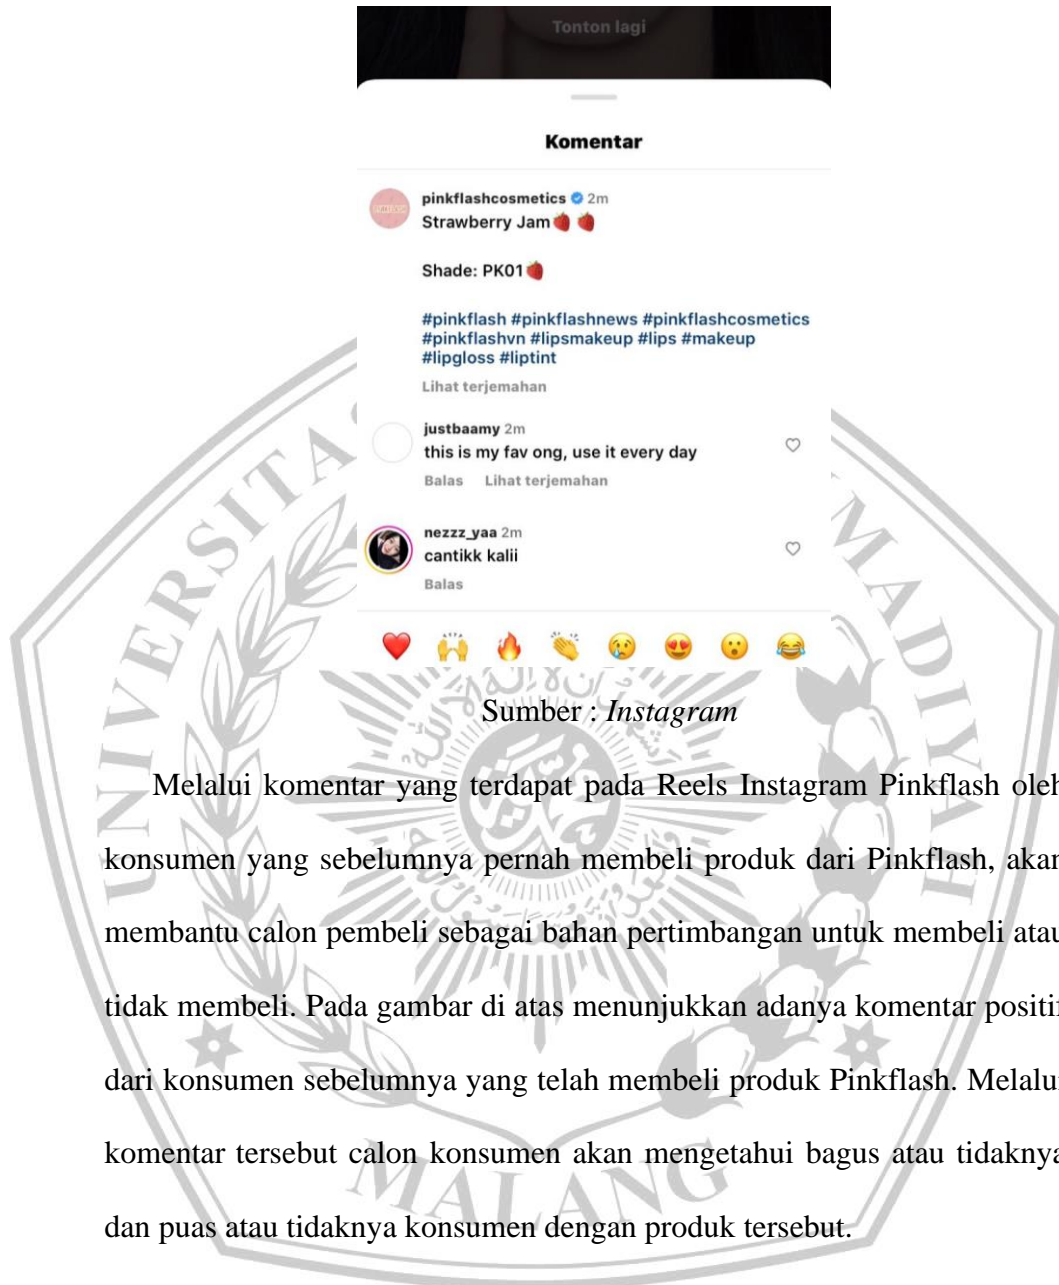 Tonton lagi
Komentar
pinkflashcosmetics 2m
Strawberry Jam🍓🍓
Shade: PK01🍓
#pinkflash #pinkflashnews #pinkflashcosmetics
#pinkflashvn #lipsmakeup #lips #makeup
#lipgloss #liptint
Lihat terjemahan
justbaamy 2m
this is my fav ong, use it every day
Balas Lihat terjemahan
nezzz_yaa 2m
cantikk kalii
Balas
Sumber : Instagram
Melalui komentar yang terdapat pada Reels Instagram Pinkflash oleh
konsumen yang sebelumnya pernah membeli produk dari Pinkflash, akan
membantu calon pembeli sebagai bahan pertimbangan untuk membeli atau
tidak membeli. Pada gambar di atas menunjukkan adanya komentar positif
dari konsumen sebelumnya yang telah membeli produk Pinkflash. Melalui
komentar tersebut calon konsumen akan mengetahui bagus atau tidaknya
dan puas atau tidaknya konsumen dengan produk tersebut.
UNIVERSITAS
MADIYAH
MALANG